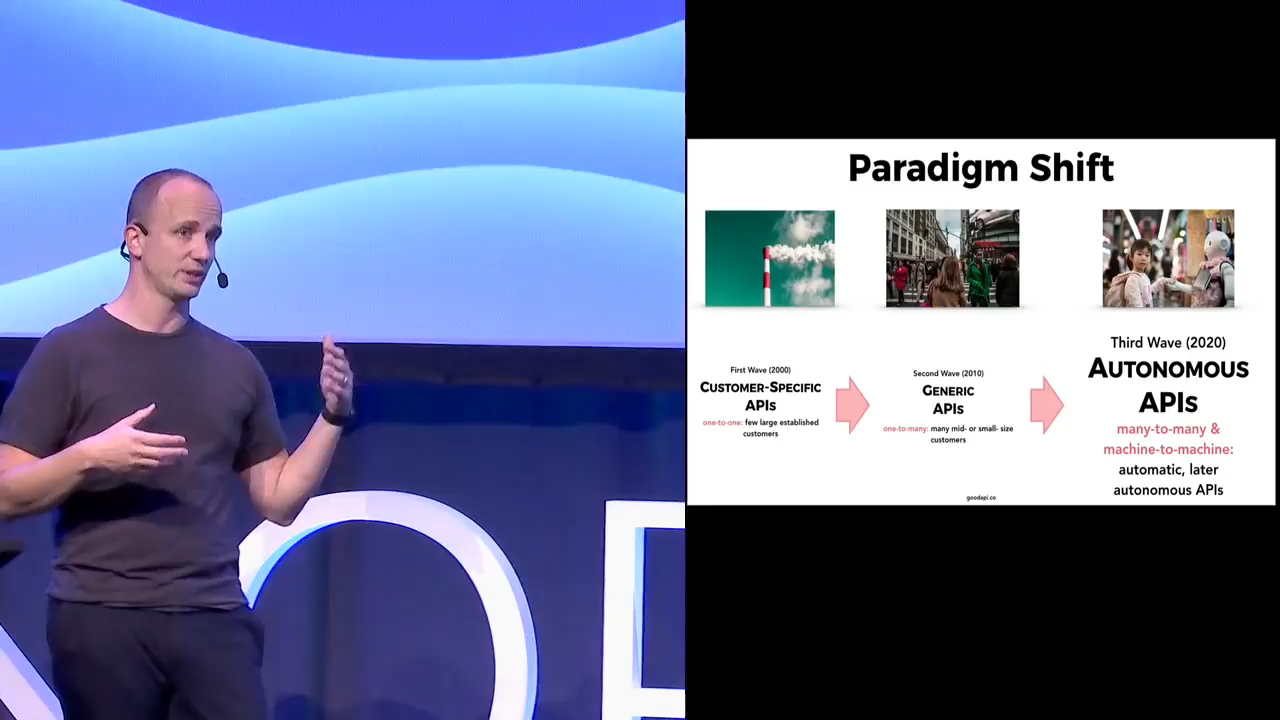 Paradigm Shift
First Wave (2000)
CUSTOMER-SPECIFIC
APIs
one-to-one: few large established
customers
Second Wave (2010)
GENERIC
APIs
one-to-many: many mid- or small- size
customers
Third Wave (2020)
AUTONOMOUS
APIs
many-to-many &
machine-to-machine:
automatic, later
autonomous APIs
goodapi.co